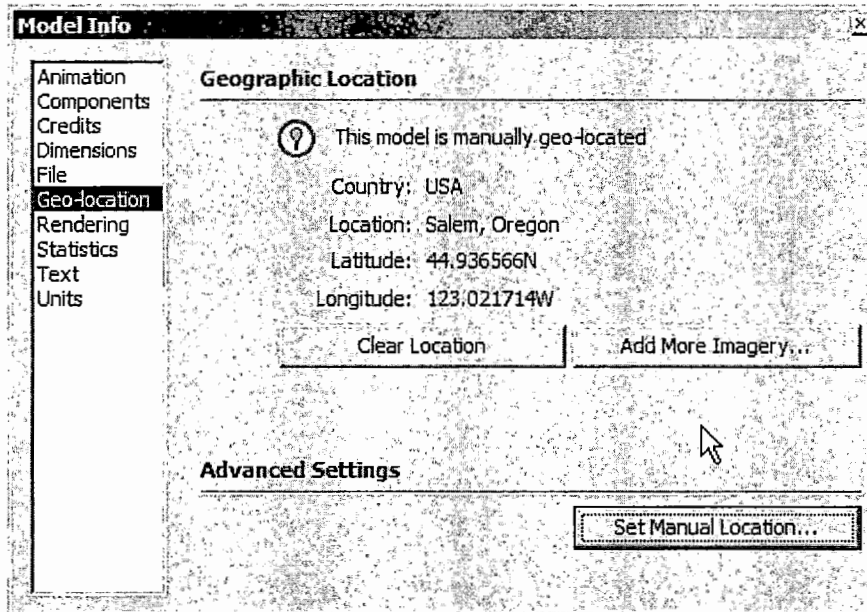 Model Info
Animation
Components
Credits
Dimensions
File
Geo-location
Rendering
Statistics
Text
Units
Geographic Location
This model is manually geo-located
Country: USA
Location: Salem, Oregon
Latitude: 44.936566N
Longitude: 123.021714W
Clear Location
Add More Imagery...
Advanced Settings
Set Manual Location...